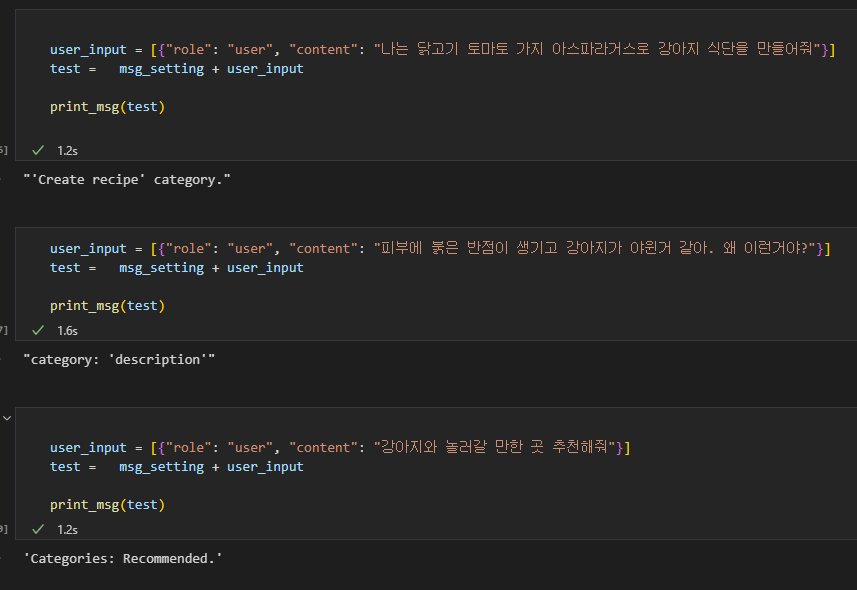 user_input = [{"role": "user", "content": "나는 닭고기 토마토 가지 아스파라거스로 강아지 식단을 만들어줘"}]
test =   msg_setting + user_input
print_msg(test)
1.2s
"'Create recipe' category."
user_input = [{"role": "user", "content": "피부에 붉은 반점이 생기고 강아지가 야윈거 같아. 왜 이런거야?"}]
test =   msg_setting + user_input
print_msg(test)
1.6s
"category: 'description'"
user_input = [{"role": "user", "content": "강아지와 놀러갈 만한 곳 추천해줘"}]
test =   msg_setting + user_input
print_msg(test)
1.2s
'Categories: Recommended.'